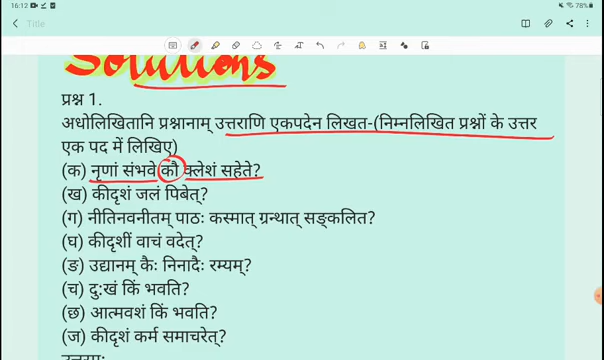 16:12
78%
Title
Solutions
प्रश्न 1.
अधोलिखितानि प्रश्नानाम् उत्तराणि एकपदेन लिखत-(निम्नलिखित प्रश्नों के उत्तर
एक पद में लिखिए)
(क) नृणां संभवे कौ क्लेशं सहेते?
(ख) कीदृशं जलं पिबेत्?
(ग) नीतिनवनीतम् पाठः कस्मात् ग्रन्थात् सङ्कलित?
(घ) कीदृशीं वाचं वदेत्?
(ङ) उद्यानम् कैः निनादैः रम्यम्?
(च) दुःखं किं भवति?
(छ) आत्मवशं किं भवति?
(ज) कीदृशं कर्म समाचरेत्?